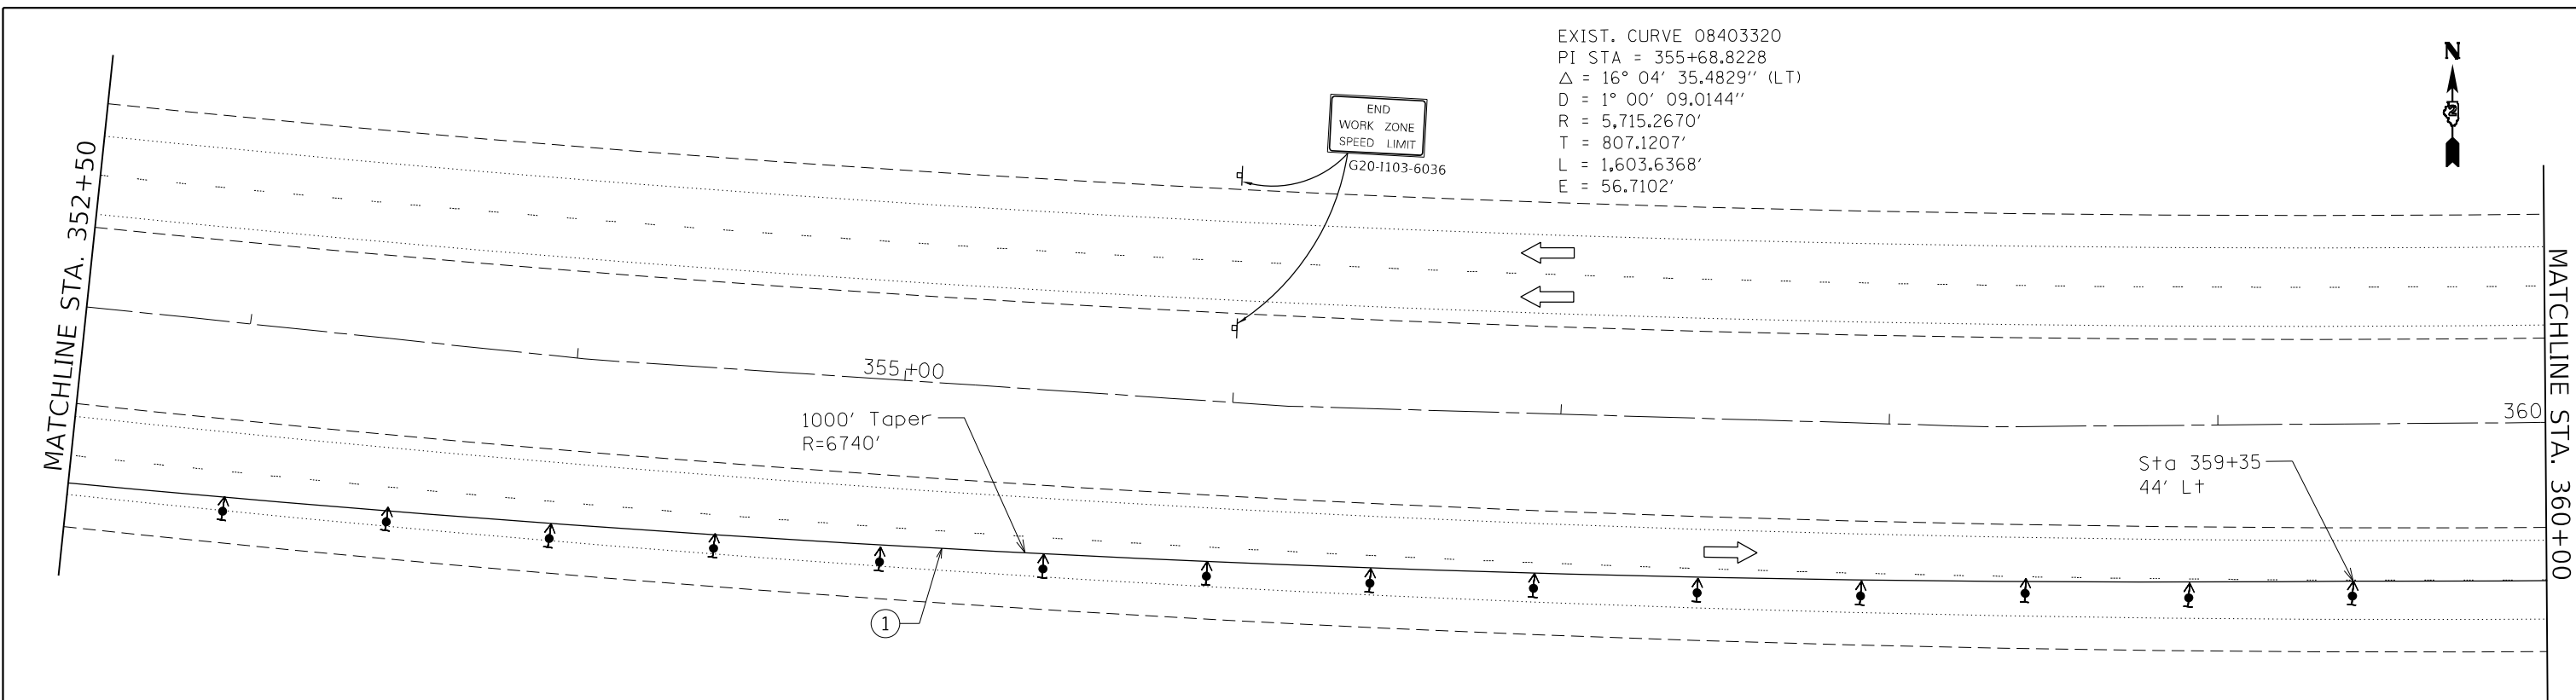 EXIST. CURVE 08403320
PI STA = 355+68.8228
Δ = 16° 04' 35.4829'' (LT)
D = 1° 00' 09.0144''
R = 5,715.2670'
T = 807.1207'
L = 1,603.6368'
E = 56.7102'
N
END
WORK ZONE
SPEED LIMIT
G20-I103-6036
MATCHLINE STA. 352+50
355+00
1000' Taper
R=6740'
360
Sta 359+35
44' Lt
MATCHLINE STA. 360+00
1